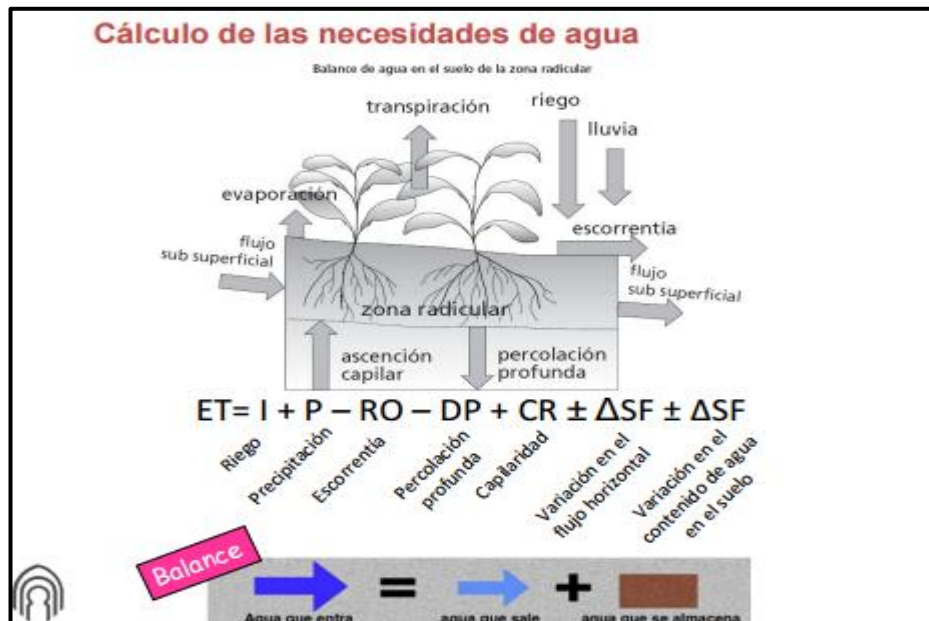 Cálculo de las necesidades de agua
Balance de agua en el suelo de la zona radicular
transpiración
riego
lluvia
evaporación
escorrentía
flujo
sub superficial
flujo
sub superficial
zona radicular
ascención
capilar
percolación
profunda
ET= I + P – RO – DP + CR ± ΔSF ± ΔSF
Riego
Precipitación
Escorrentía
Percolación
profunda
Capilaridad
Variación en el
flujo horizontal
Variación en el
contenido de agua
en el suelo
Balance
=
+
Agua que entra
agua que sale
agua que se almacena